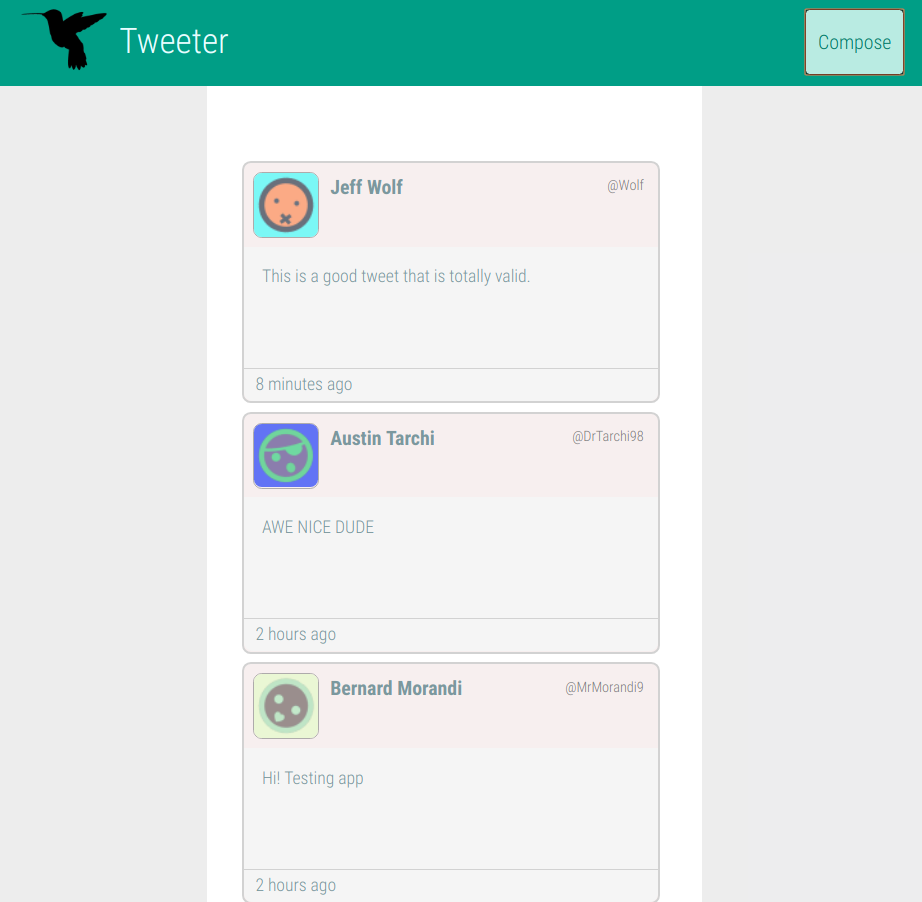 Tweeter
Compose
Jeff Wolf
@Wolf
This is a good tweet that is totally valid.
8 minutes ago
Austin Tarchi
@DrTarchi98
AWE NICE DUDE
2 hours ago
Bernard Morandi
@MrMorandi9
Hi! Testing app
2 hours ago